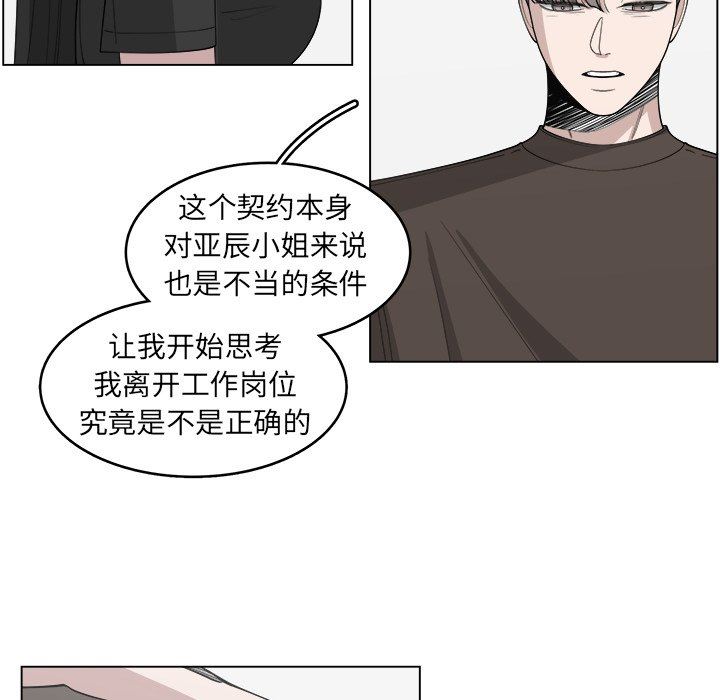 这个契约本身
对亚辰小姐来说
也是不当的条件
让我开始思考
我离开工作岗位
究竟是不是正确的